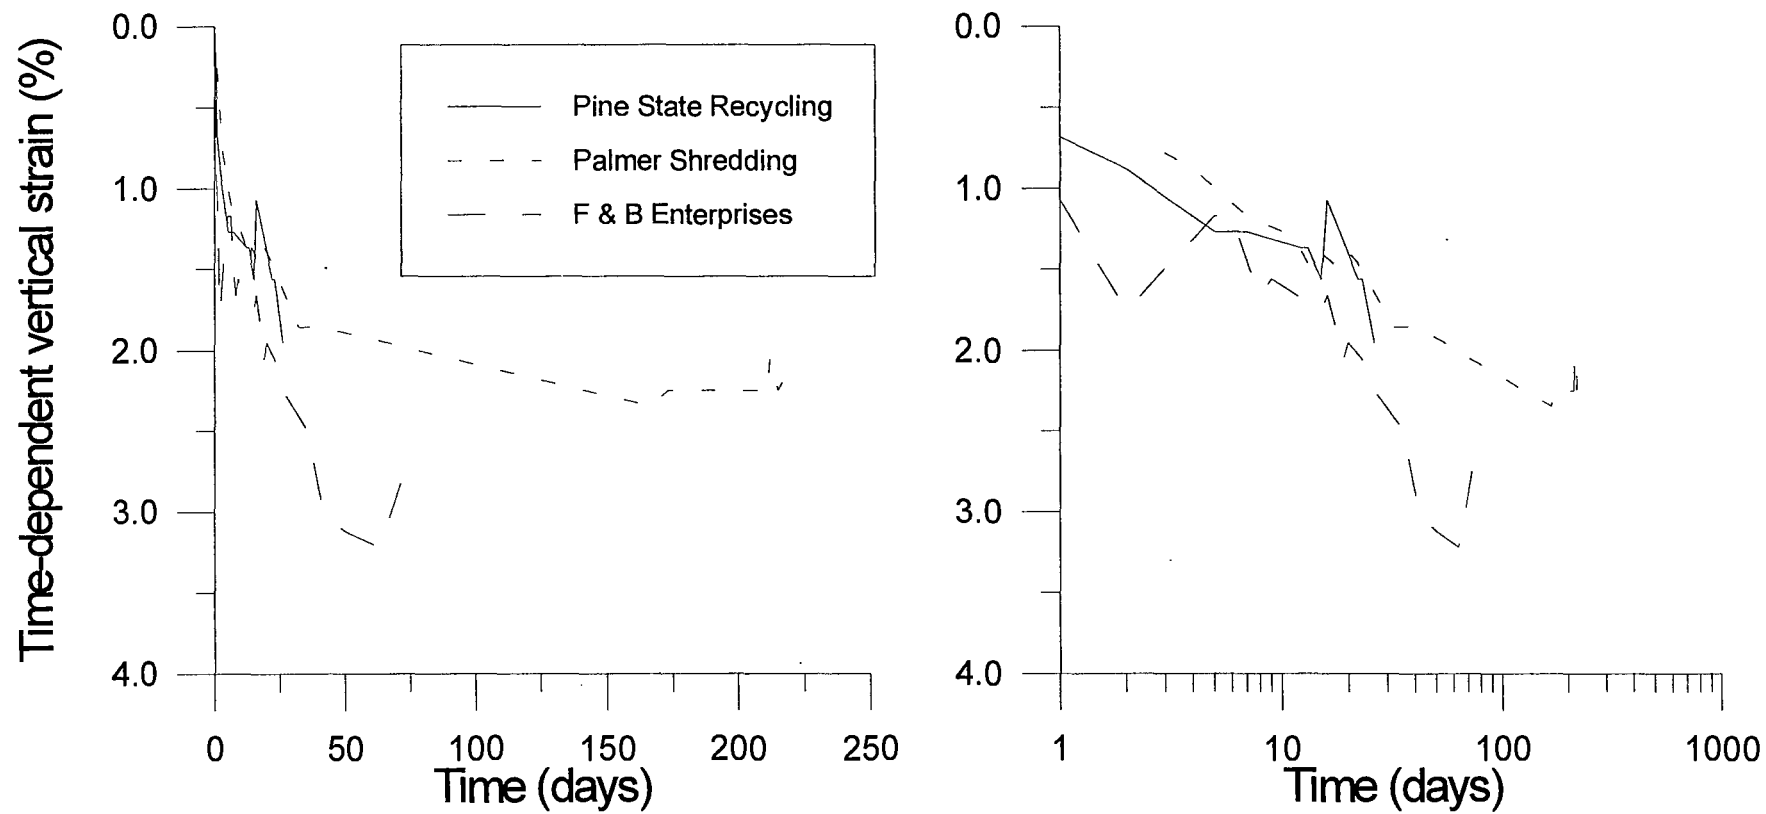 Time-dependent vertical strain (%)
0.0
1.0
2.0
3.0
4.0
Pine State Recycling
Palmer Shredding
F & B Enterprises
0 50 100 150 200 250
Time (days)
0.0
1.0
2.0
3.0
4.0
1 10 100 1000
Time (days)